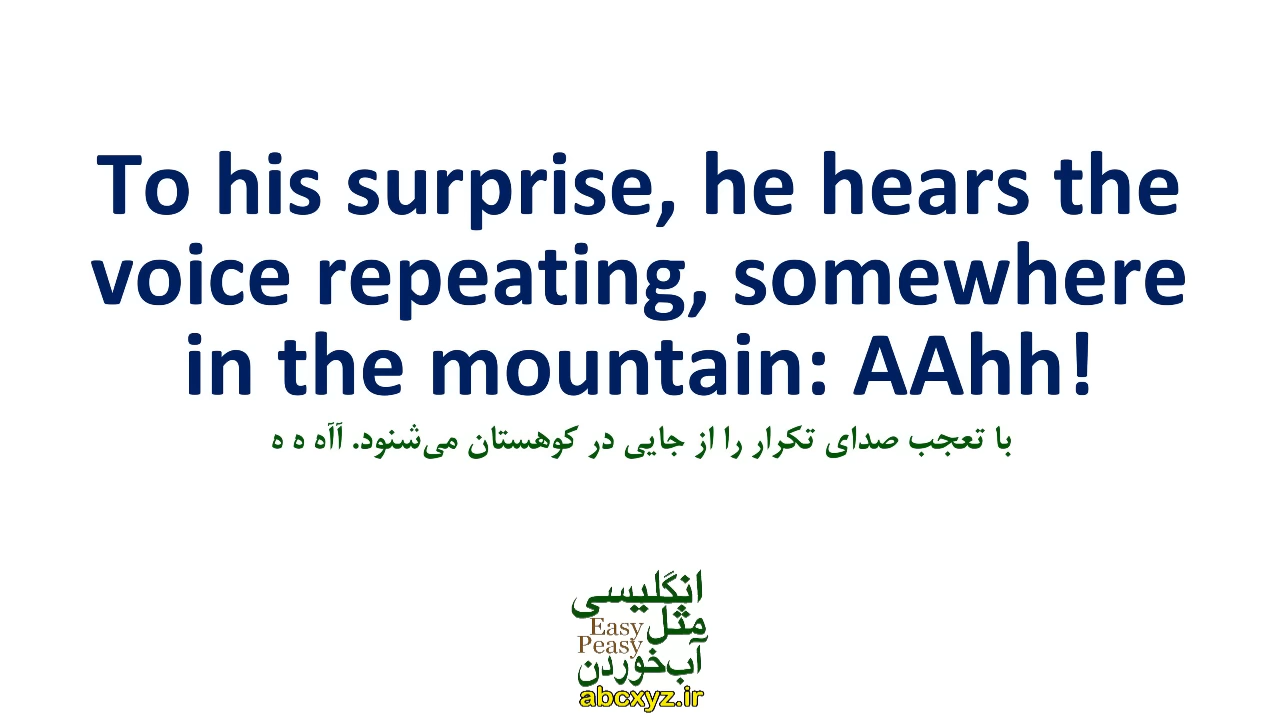 To his surprise, he hears the
voice repeating, somewhere
in the mountain: AAhh!
با تعجب صدای تکرار را از جایی در کوهستان می‌شنود. آآه ه ه
انگلیسی
مثل
Easy
Peasy
آب‌خوردن
abcxyz.ir